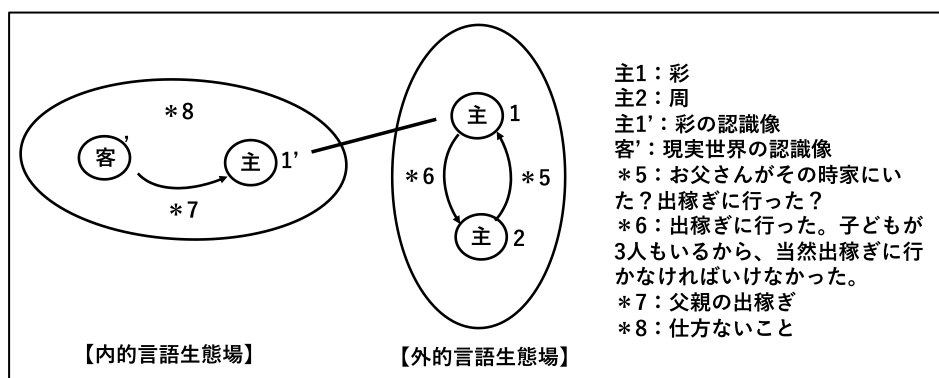 ＊8
客'
主 1'
＊7
主 1
＊6
＊5
主 2
【内的言語生態場】
【外的言語生態場】
主1：彩
主2：周
主1'：彩の認識像
客'：現実世界の認識像
＊5：お父さんがその時家にい
た？出稼ぎに行った？
＊6：出稼ぎに行った。子どもが
3人もいるから、当然出稼ぎに行
かなければいけなかった。
＊7：父親の出稼ぎ
＊8：仕方ないこと